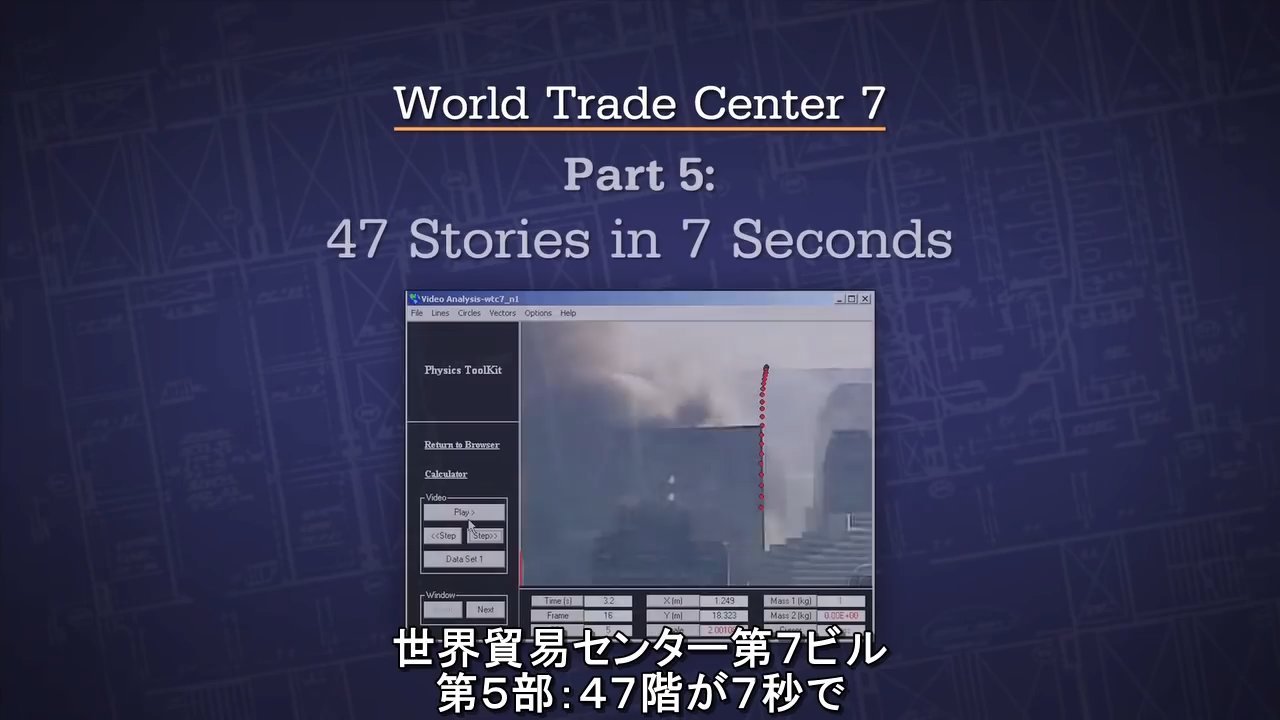 World Trade Center 7
Part 5:
47 Stories in 7 Seconds
Video Analysis-wtc7_n1
File Lines Circles Vectors Options Help
Physics ToolKit
Return to Browser
Calculator
Video
Play>
<<Step Step>>
Data Set 1
Window
Next
Time (s) 3.2 X (m) 1.249 Mass 1 (kg) 1
Frame 16 Y (m) 18.323 Mass 2 (kg) 0.00E+00
世界貿易センター第7ビル
第5部:47階が7秒で